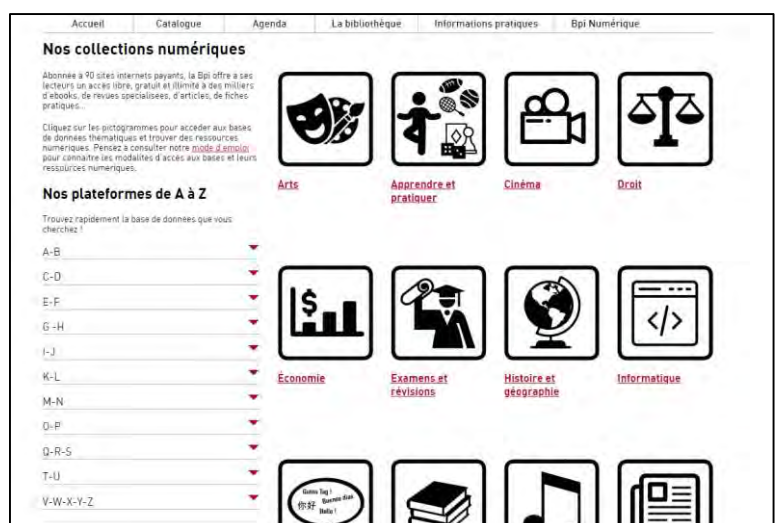 Accueil Catalogue Agenda La bibliothèque Informations pratiques Bpi Numérique
Nos collections numériques
Abonnée à 90 sites internets payants, la Bpi offre à ses
lecteurs un accès libre, gratuit et illimité à des milliers
d'ebooks, de revues spécialisées, d'articles, de fiches
pratiques...
Cliquez sur les pictogrammes pour accéder aux bases
de données thématiques et trouver des ressources
numériques. Pensez à consulter notre mode d'emploi
pour connaître les modalités d'accès aux bases et leurs
ressources numériques.
Nos plateformes de A à Z
Trouvez rapidement la base de données que vous
cherchez !
A-B
C-D
E-F
G -H
I-J
K-L
M-N
O-P
Q-R-S
T-U
V-W-X-Y-Z
Arts
Apprendre et
pratiquer
Cinéma
Droit
$
</>
Économie
Examens et
révisions
Histoire et
géographie
Informatique
Guten Tag !
Buenos dias
你好
Hello !